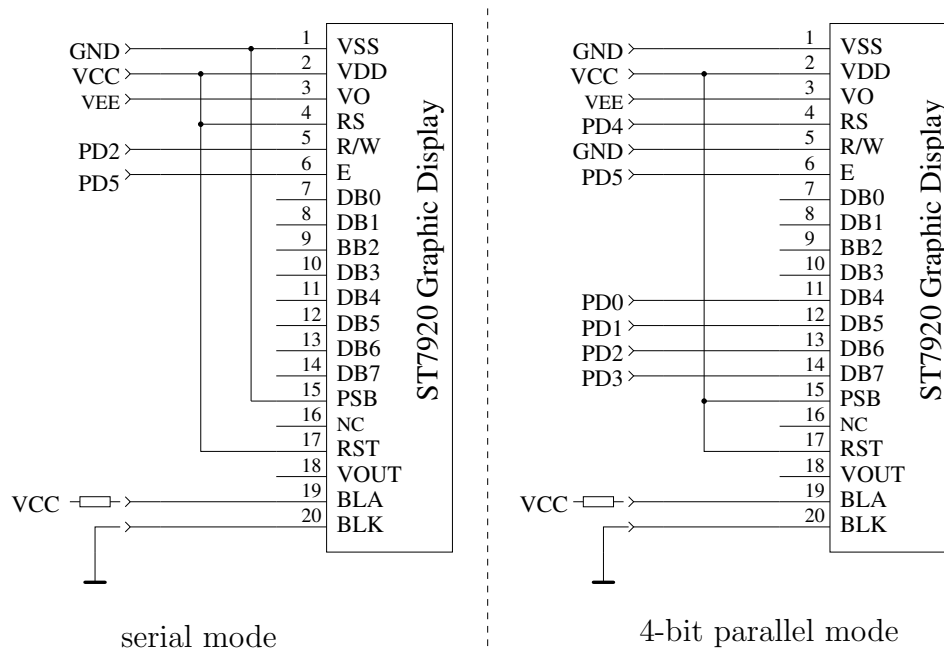 GND 1 VSS
VCC 2 VDD
VEE 3 VO
4 RS
PD2 5 R/W
PD5 6 E
7 DB0
8 DB1
9 BB2
10 DB3
11 DB4
12 DB5
13 DB6
14 DB7
15 PSB
16 NC
17 RST
18 VOUT
VCC 19 BLA
20 BLK
ST7920 Graphic Display
serial mode
GND 1 VSS
VCC 2 VDD
VEE 3 VO
PD4 4 RS
GND 5 R/W
PD5 6 E
7 DB0
8 DB1
9 BB2
10 DB3
PD0 11 DB4
PD1 12 DB5
PD2 13 DB6
PD3 14 DB7
15 PSB
16 NC
17 RST
18 VOUT
VCC 19 BLA
20 BLK
ST7920 Graphic Display
4-bit parallel mode